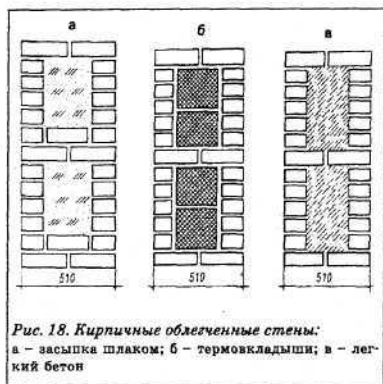 а б в
510 510 510
Рис. 18. Кирпичные облегченные стены:
а – засыпка шлаком; б – термовкладыши; в – лег-
кий бетон